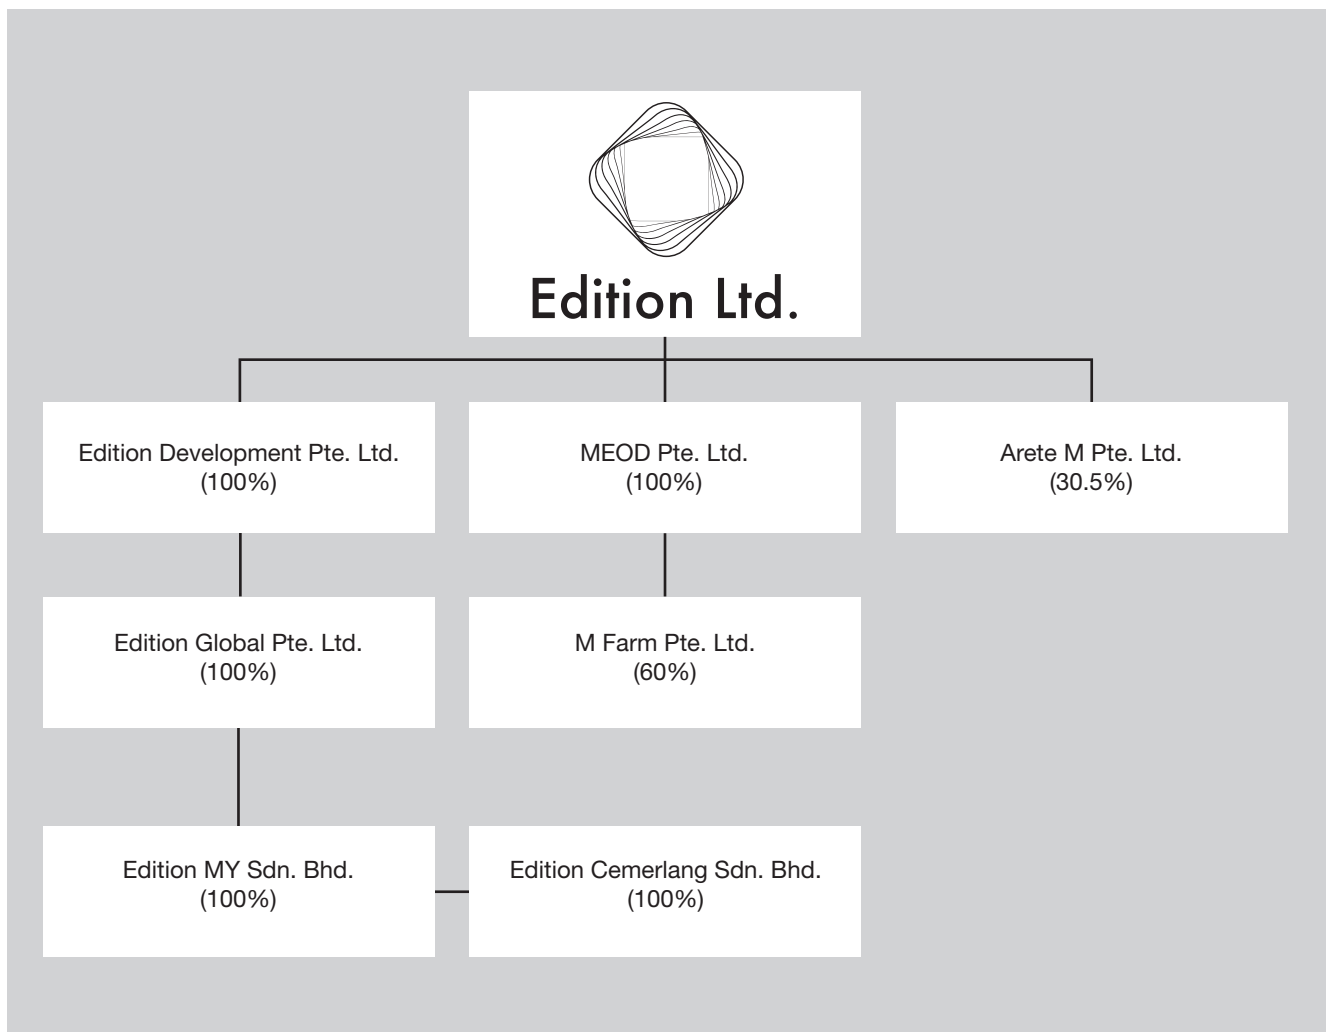 Edition Ltd.
Edition Development Pte. Ltd.
(100%)
MEOD Pte. Ltd.
(100%)
Arete M Pte. Ltd.
(30.5%)
Edition Global Pte. Ltd.
(100%)
M Farm Pte. Ltd.
(60%)
Edition MY Sdn. Bhd.
(100%)
Edition Cemerlang Sdn. Bhd.
(100%)